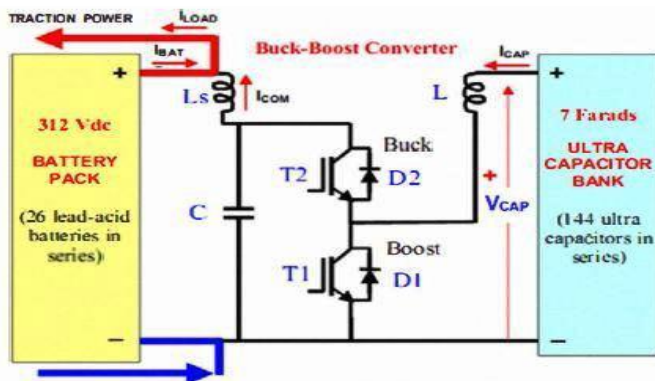 TRACTION POWER
ILOAD
IBAT
Buck-Boost Converter
ICAP
+
Ls
ICOM
L
+
312 Vdc
BATTERY
PACK
(26 lead-acid
batteries in
series)
C
T2
Buck
D2
T1
Boost
D1
+
VCAP
7 Farads
ULTRA
CAPACITOR
BANK
(144 ultra
capacitors in
series)
−
−